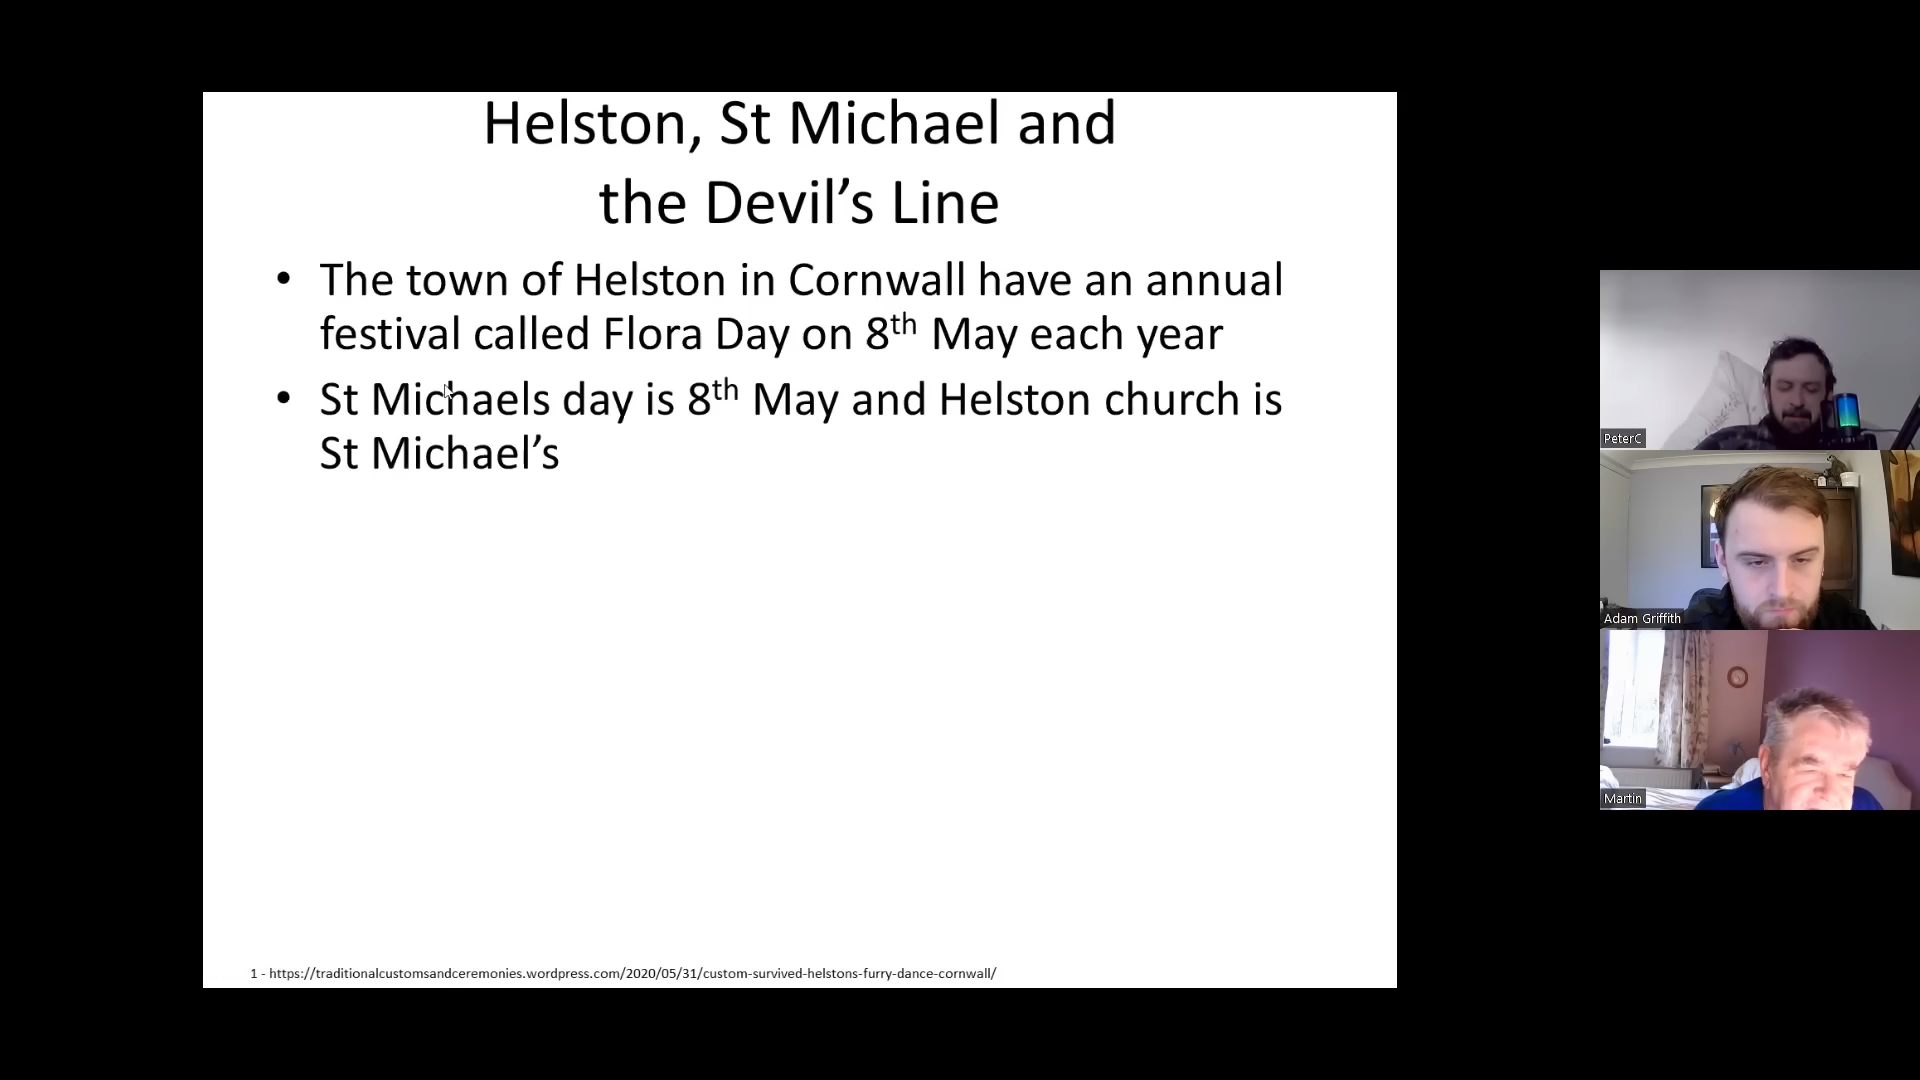 Helston, St Michael and
the Devil’s Line
• The town of Helston in Cornwall have an annual
festival called Flora Day on 8th May each year
• St Michaels day is 8th May and Helston church is
St Michael’s
1 - https://traditionalcustomsandceremonies.wordpress.com/2020/05/31/custom-survived-helstons-furry-dance-cornwall/
PeterC
Adam Griffith
Martin